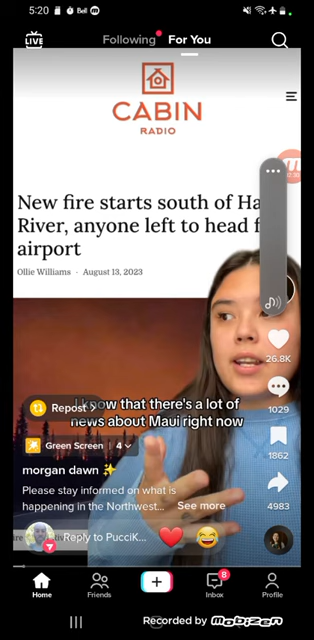 5:20
Bell
LIVE
Following
For You
CABIN
RADIO
New fire starts south of Ha
River, anyone left to head f
airport
Ollie Williams · August 13, 2023
26.8K
I know that there's a lot of
news about Maui right now
Repost >
1029
Green Screen | 4
morgan dawn ✨
1862
Please stay informed on what is
happening in the Northwest... See more
4983
Reply to PucciK... ❤️ 😂
8
Home
Friends
Inbox
Profile
Recorded by Mobizen